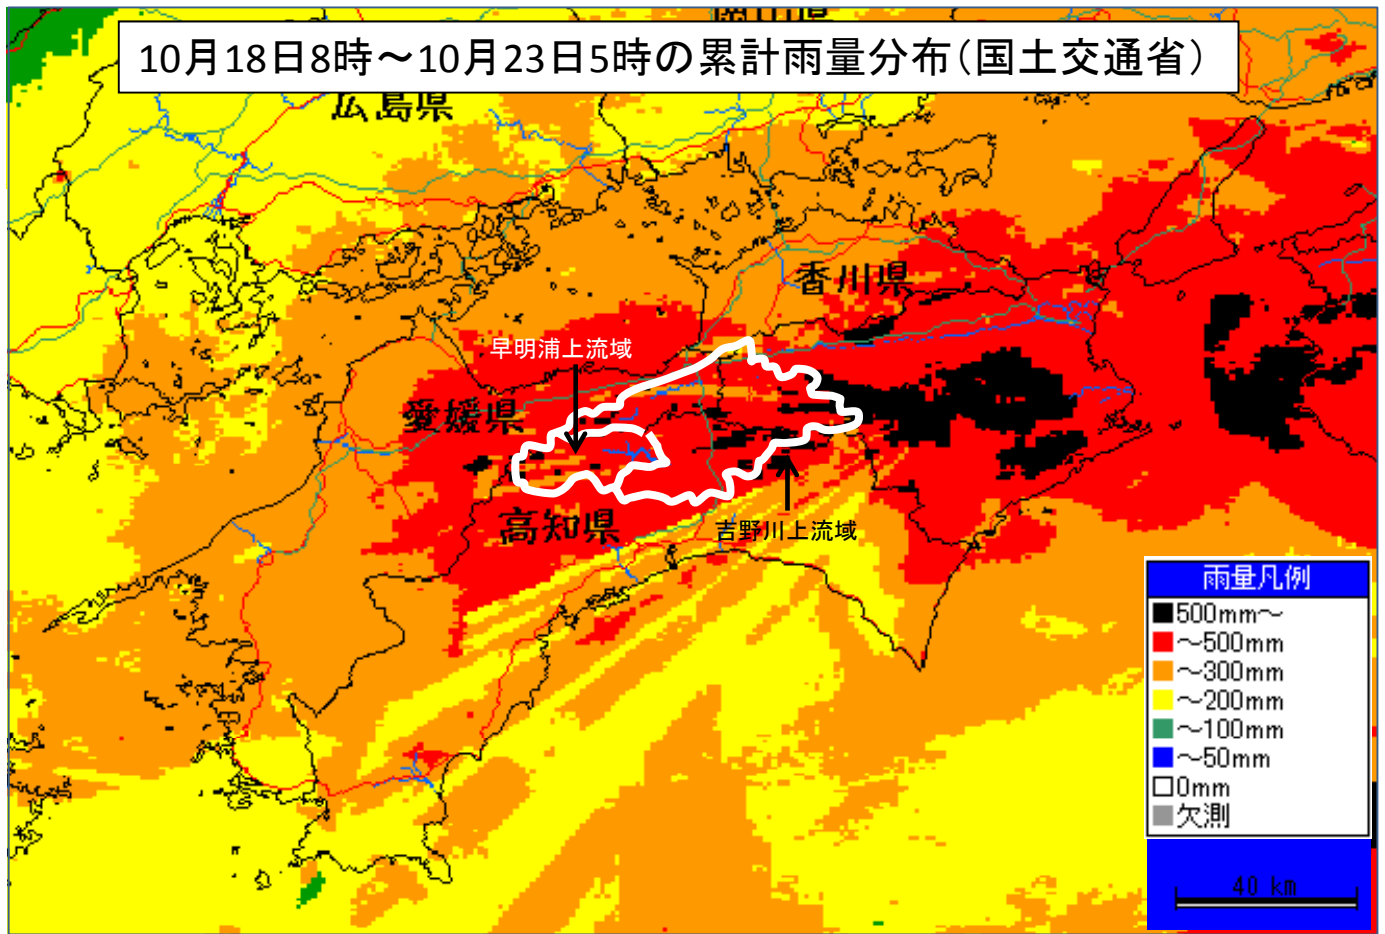 岡山県
10月18日8時～10月23日5時の累計雨量分布（国土交通省）
広島県
香川県
早明浦上流域
愛媛県
高知県
吉野川上流域
雨量凡例
500mm～
～500mm
～300mm
～200mm
～100mm
～50mm
0mm
欠測
40 km